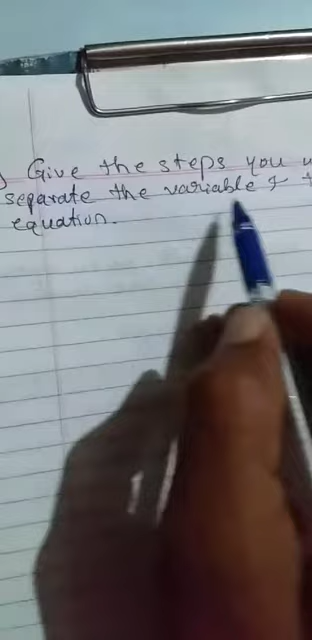 Give the steps you
separate the variable &
equation.